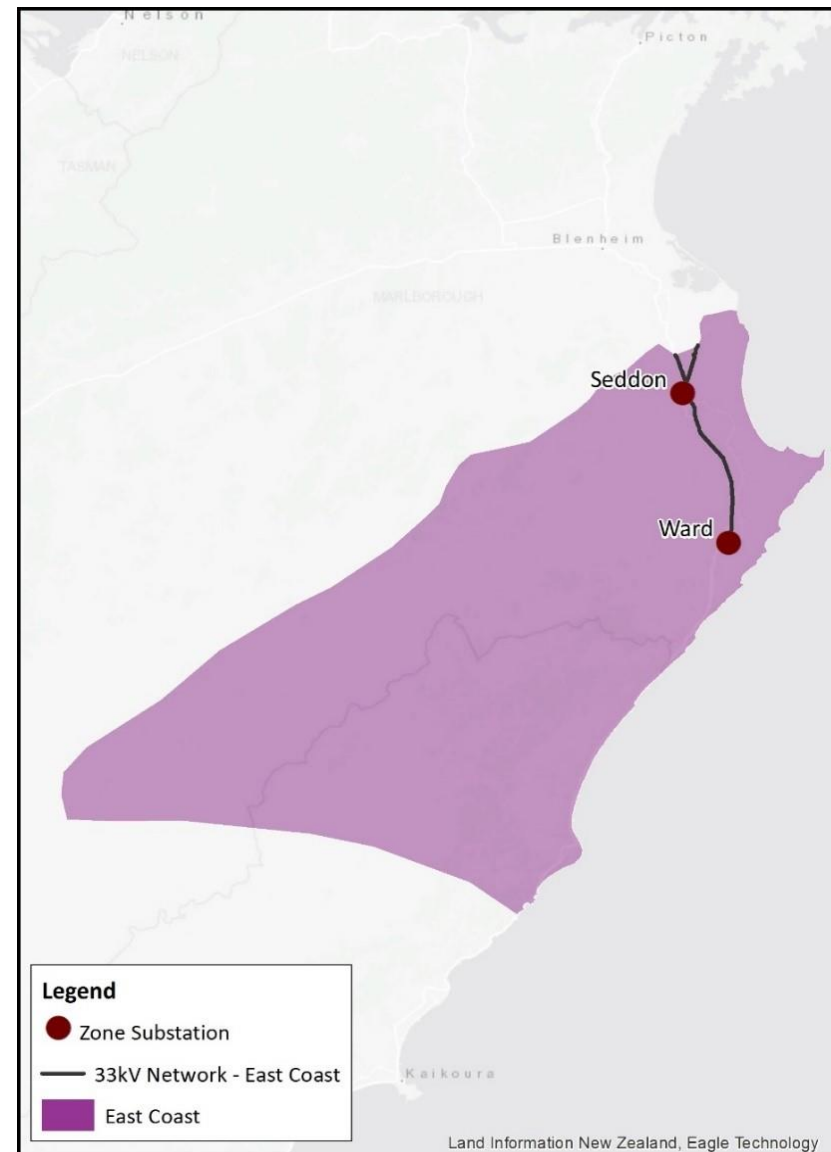 Nelson
Picton
NELSON
TASMAN
Blenheim
MARLBOROUGH
Seddon
Ward
Legend
Zone Substation
33kV Network - East Coast
East Coast
Kaikoura
Land Information New Zealand, Eagle Technology